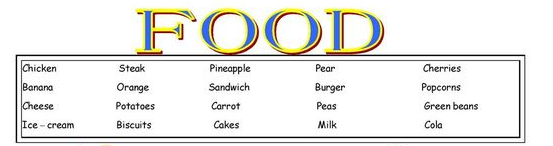 FOOD
Chicken Steak Pineapple Pear Cherries
Banana Orange Sandwich Burger Popcorns
Cheese Potatoes Carrot Peas Green beans
Ice – cream Biscuits Cakes Milk Cola